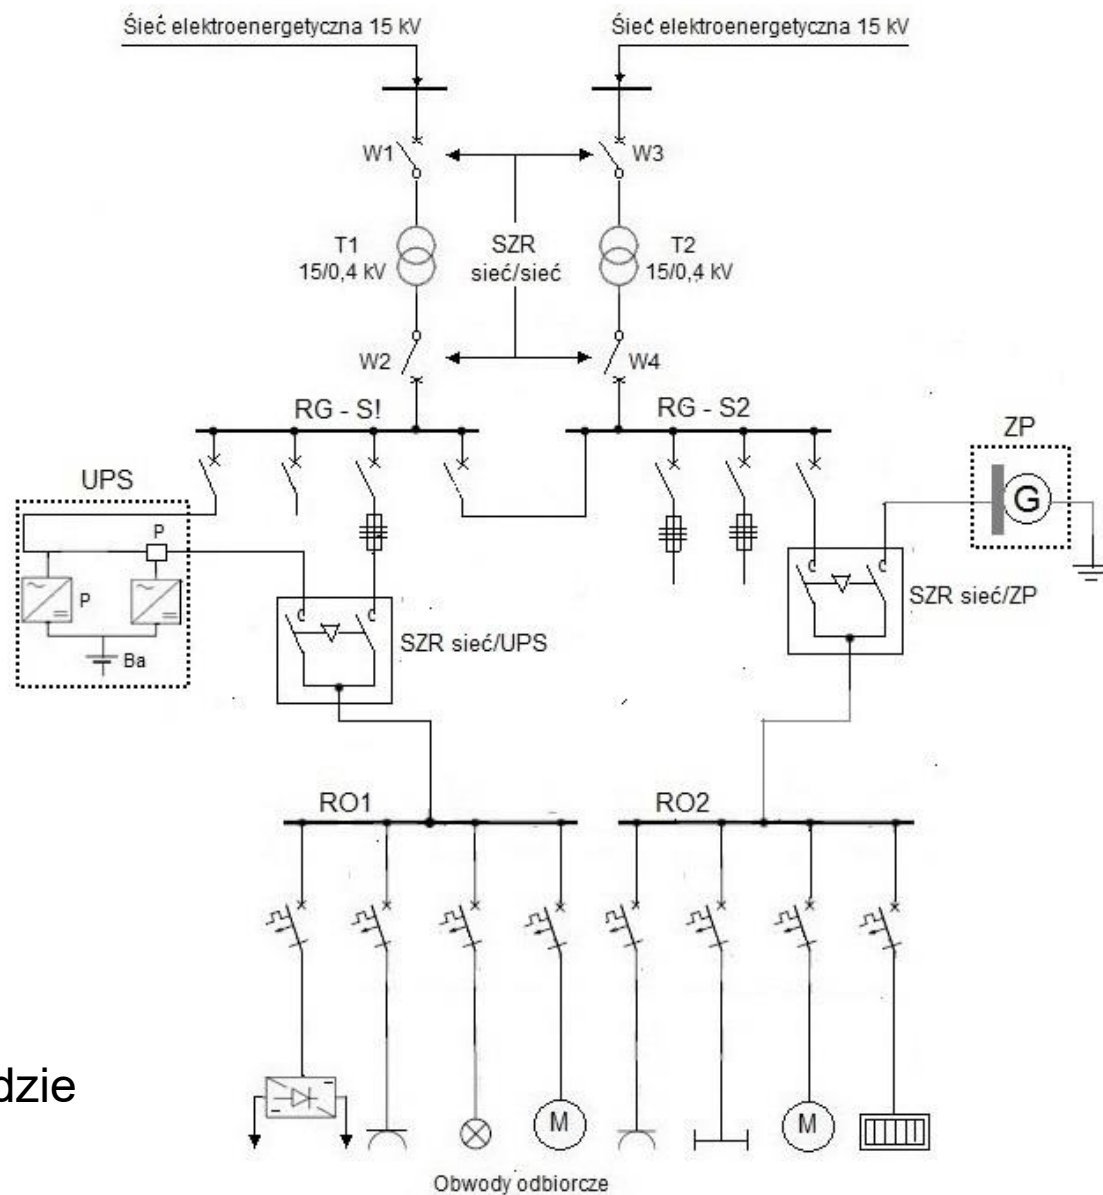 Śieć elektroenergetyczna 15 kV
Śieć elektroenergetyczna 15 kV
W1
W3
T1
15/0,4 kV
SZR
sieć/sieć
T2
15/0,4 kV
W2
W4
RG - S!
RG - S2
ZP
UPS
G
P
P
Ba
SZR sieć/UPS
SZR sieć/ZP
RO1
RO2
dzie
M
M
Obwody odbiorcze